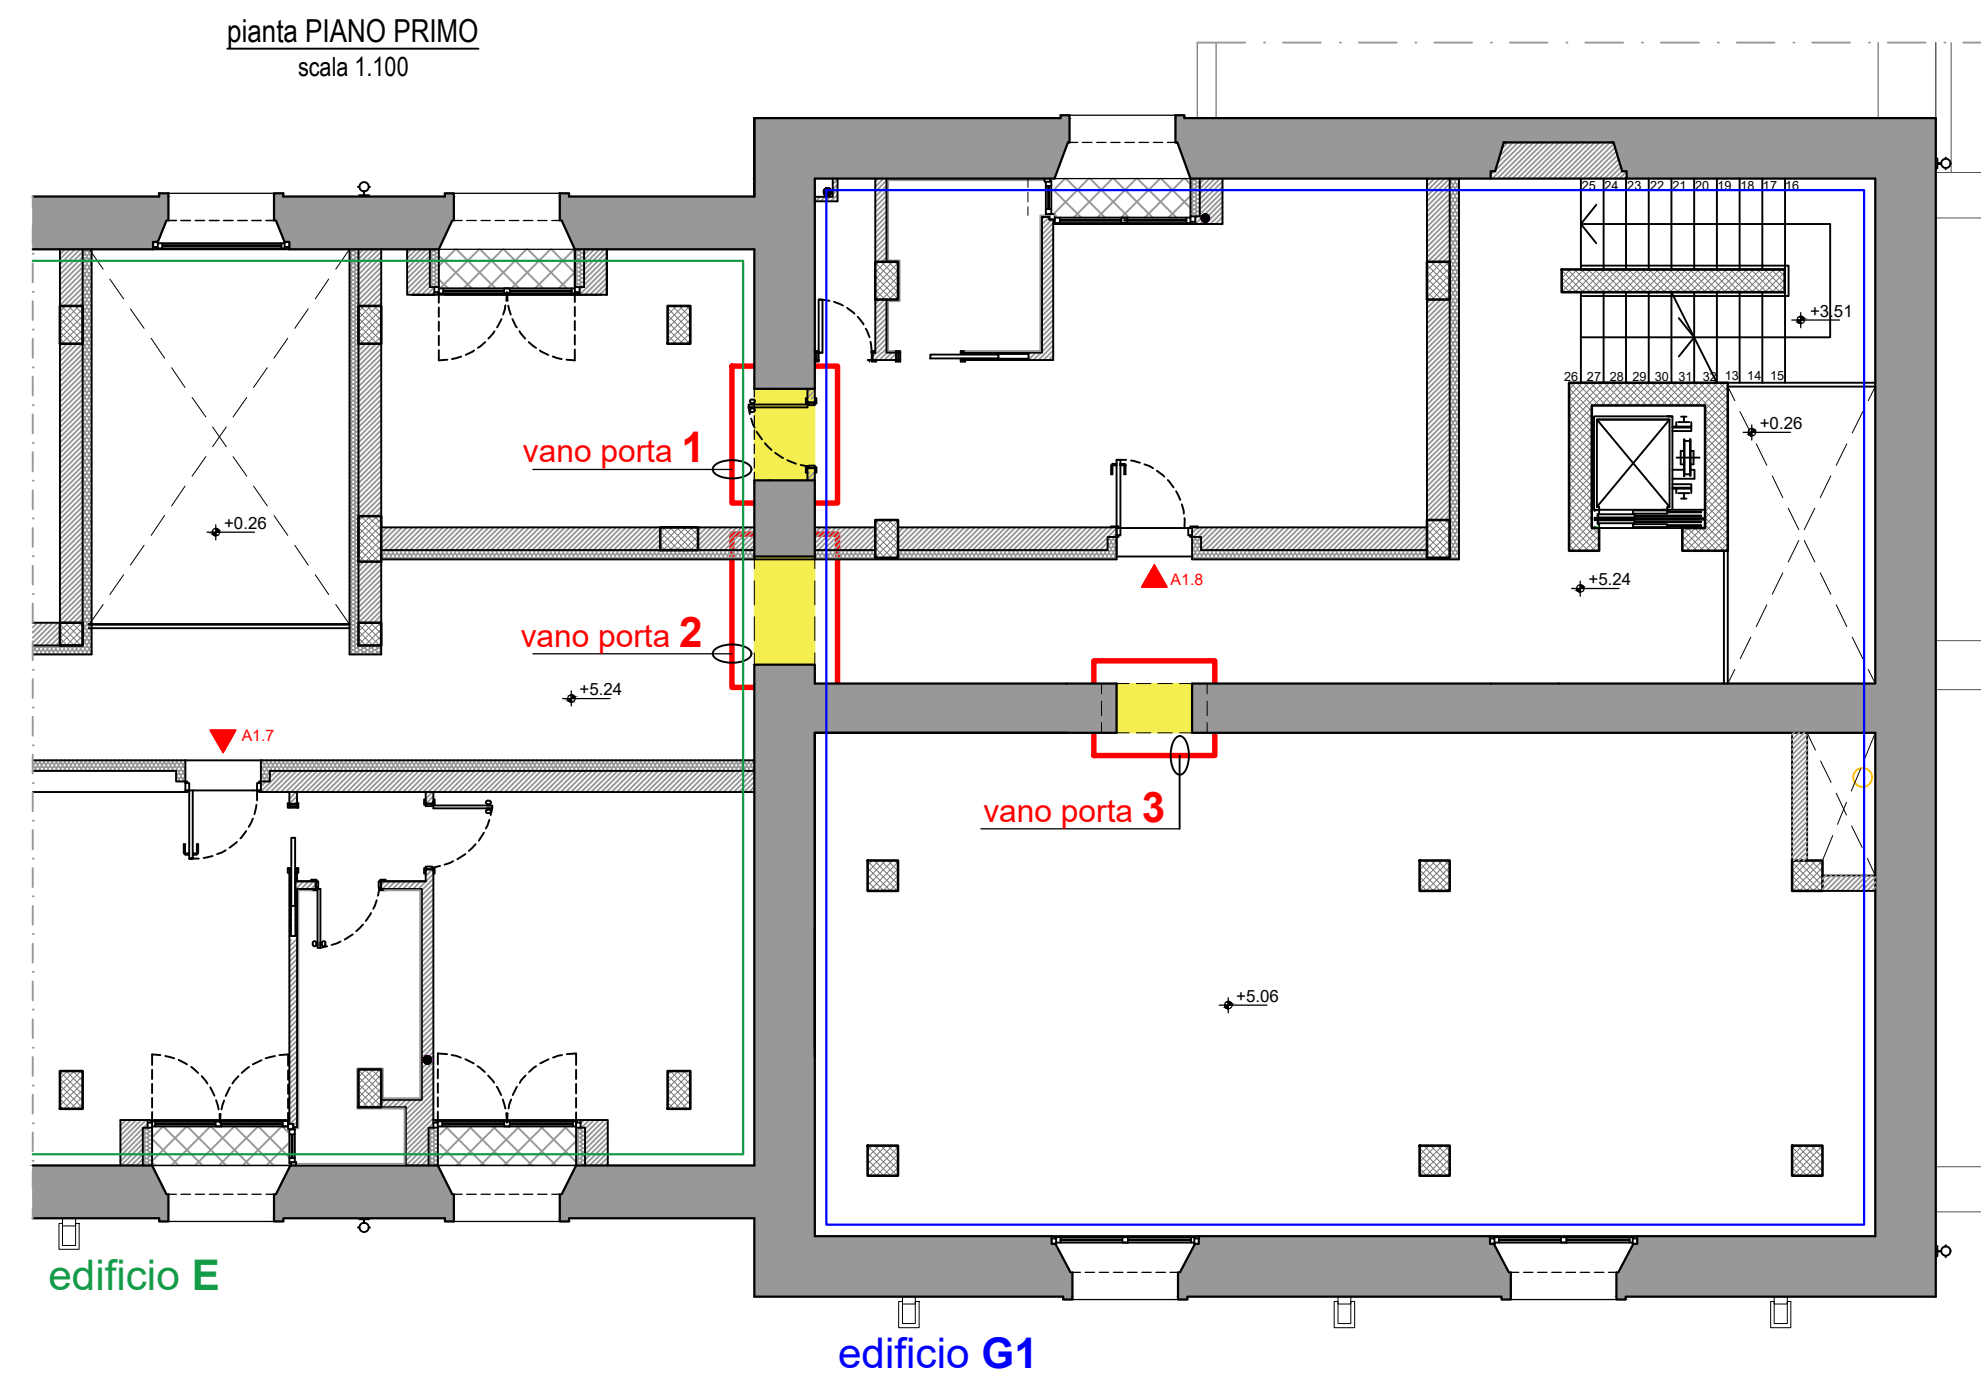 pianta PIANO PRIMO
scala 1.100
25 24 23 22 21 20 19 18 17 16
+3.51
26 27 28 29 30 31 32 13 14 15
+0.26
vano porta 1
+0.26
A1.8
+5.24
vano porta 2
+5.24
A1.7
vano porta 3
+5.06
edificio E
edificio G1